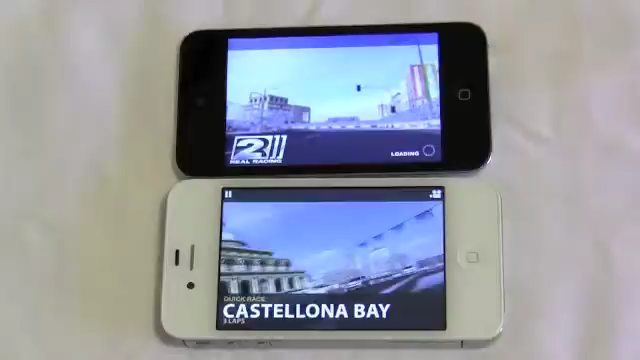 2
REAL RACING
LOADING
QUICK RACE
CASTELLONA BAY
3 LAPS